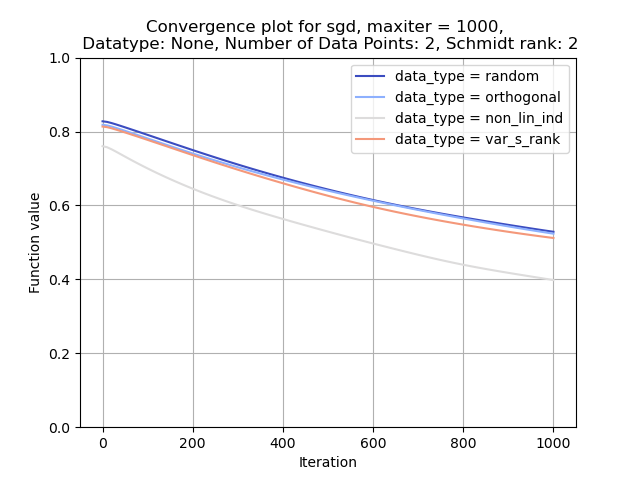 Convergence plot for sgd, maxiter = 1000,
Datatype: None, Number of Data Points: 2, Schmidt rank: 2
1.0
0.8
0.6
0.4
0.2
0.0
Function value
data_type = random
data_type = orthogonal
data_type = non_lin_ind
data_type = var_s_rank
0 200 400 600 800 1000
Iteration